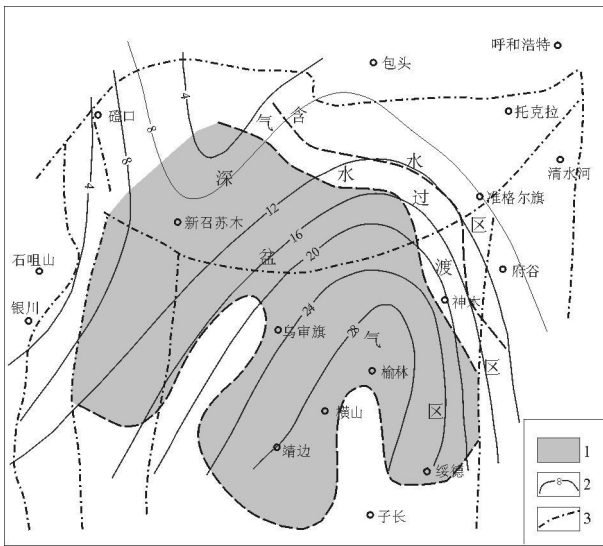 呼和浩特
包头
托克拉
磴口
清水河
准格尔旗
府谷
神木
新召苏木
石咀山
银川
乌审旗
榆林
横山
靖边
绥德
子长
深盆气区
气水过渡区
含水区
4
8
4
8
12
16
20
24
28
1
8
2
3